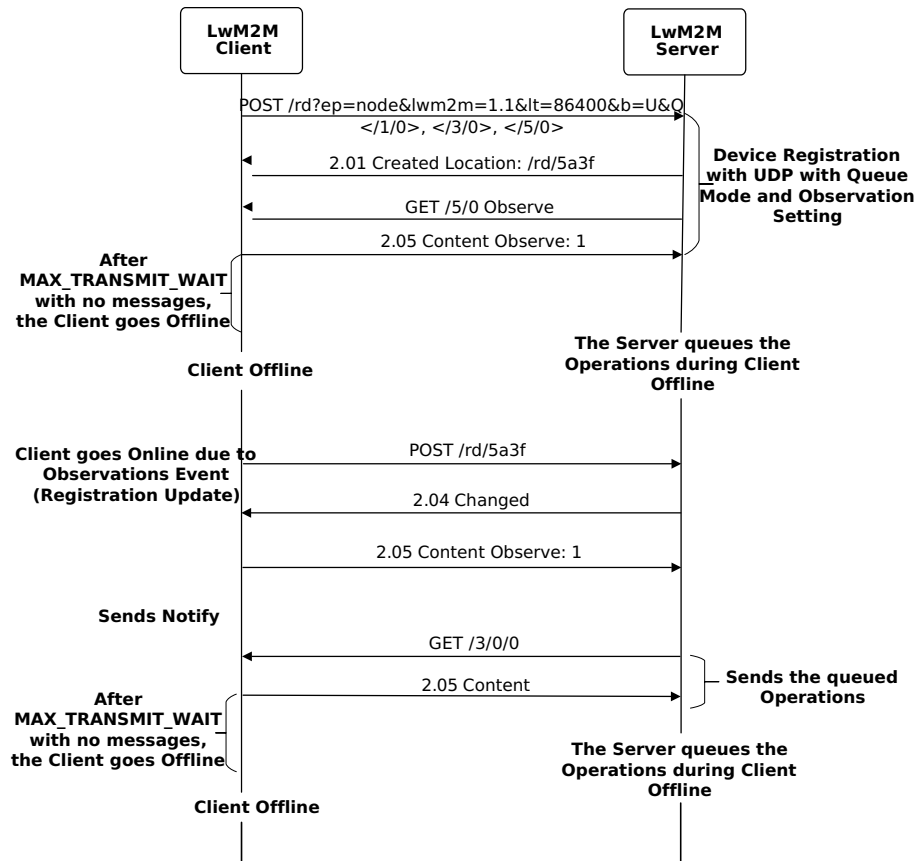 LwM2M
Client
LwM2M
Server
POST /rd?ep=node&lwm2m=1.1&lt=86400&b=U&Q
</1/0>, </3/0>, </5/0>
2.01 Created Location: /rd/5a3f
Device Registration
with UDP with Queue
Mode and Observation
Setting
GET /5/0 Observe
2.05 Content Observe: 1
After
MAX_TRANSMIT_WAIT
with no messages,
the Client goes Offline
The Server queues the
Operations during Client
Offline
Client Offline
Client goes Online due to
Observations Event
(Registration Update)
POST /rd/5a3f
2.04 Changed
2.05 Content Observe: 1
Sends Notify
GET /3/0/0
2.05 Content
Sends the queued
Operations
After
MAX_TRANSMIT_WAIT
with no messages,
the Client goes Offline
The Server queues the
Operations during Client
Offline
Client Offline